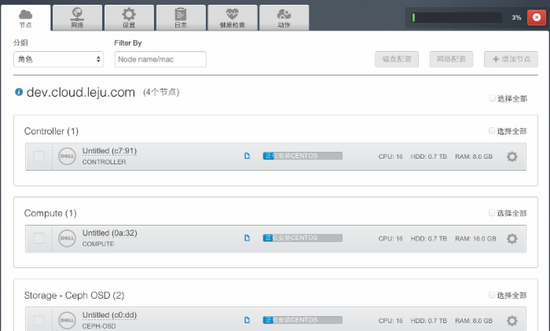 节点
网络
设置
日志
健康检查
动作
3%
分组
Filter By
角色
Node name/mac
磁盘配置
网络配置
+ 增加节点
dev.cloud.leju.com (4个节点)
选择全部
Controller (1)
选择全部
DELL
Untitled (c7:91)
CONTROLLER
安装CENTOS
CPU: 16 HDD: 0.7 TB RAM: 8.0 GB
Compute (1)
选择全部
DELL
Untitled (0a:32)
COMPUTE
安装CENTOS
CPU: 16 HDD: 0.7 TB RAM: 16.0 GB
Storage - Ceph OSD (2)
选择全部
DELL
Untitled (c0:dd)
CEPH-OSD
安装CENTOS
CPU: 16 HDD: 0.7 TB RAM: 8.0 GB